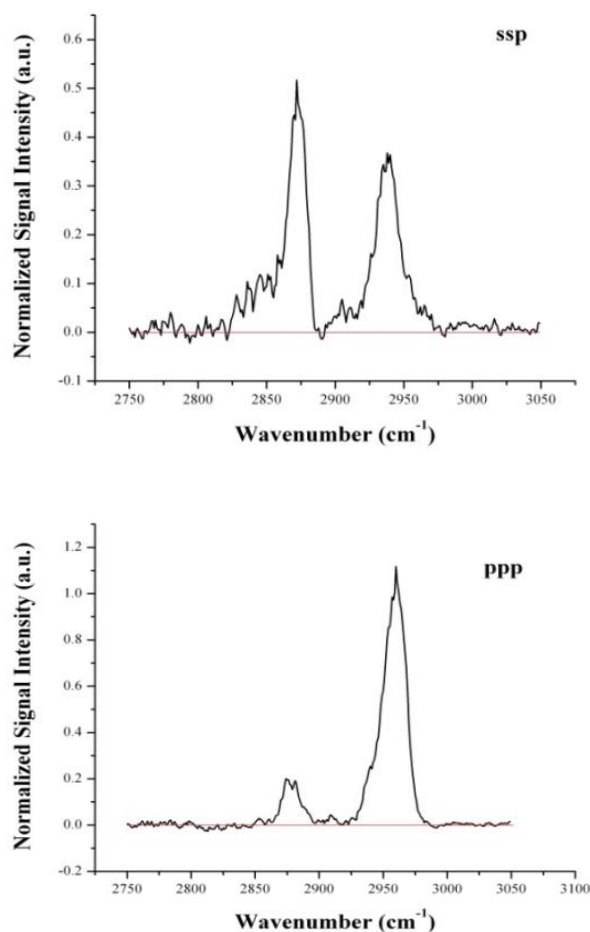 ssp
Normalized Signal Intensity (a.u.)
0.6
0.5
0.4
0.3
0.2
0.1
0.0
-0.1
2750 2800 2850 2900 2950 3000 3050
Wavenumber (cm⁻¹)
ppp
Normalized Signal Intensity (a.u.)
1.2
1.0
0.8
0.6
0.4
0.2
0.0
-0.2
2750 2800 2850 2900 2950 3000 3050 3100
Wavenumber (cm⁻¹)